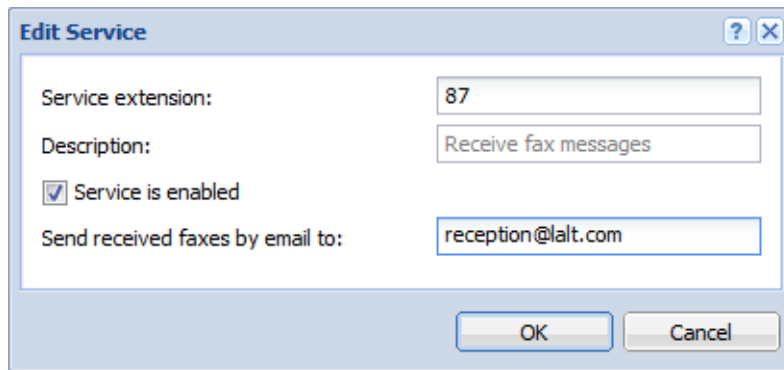 Edit Service
?
Service extension: 87
Description: Receive fax messages
Service is enabled
Send received faxes by email to: reception@lalt.com
OK Cancel